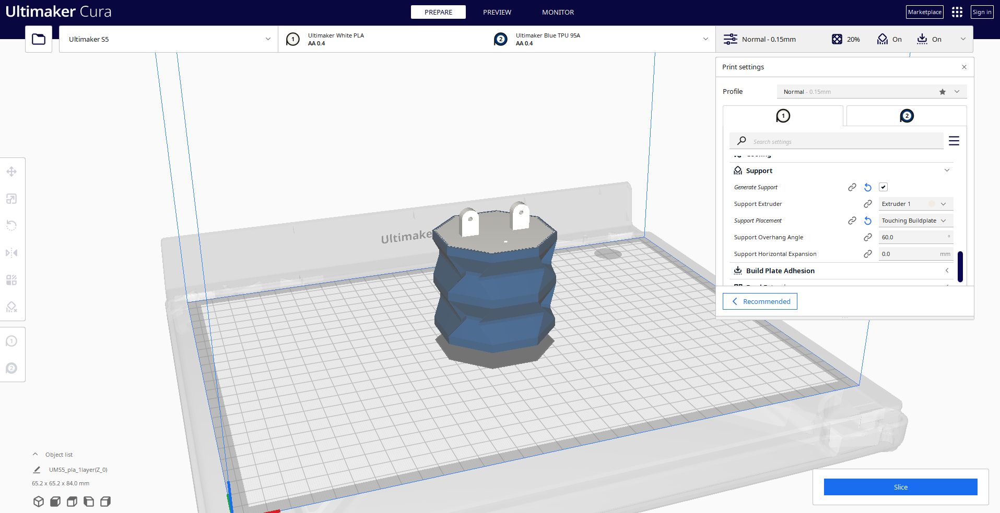 Ultimaker Cura
PREPARE
PREVIEW
MONITOR
Marketplace
Sign in
Ultimaker S5
1
Ultimaker White PLA
AA 0.4
2
Ultimaker Blue TPU 95A
AA 0.4
Normal - 0.15mm
20%
On
On
Print settings
Profile
Normal - 0.15mm
1
2
Search settings
Cooling
Support
Generate Support
Support Extruder
Extruder 1
Support Placement
Touching Buildplate
Support Overhang Angle
60.0 °
Support Horizontal Expansion
0.0 mm
Build Plate Adhesion
Recommended
Ultimake
1
2
Object list
UMS5_pla_1layer(Z_0)
65.2 x 65.2 x 84.0 mm
Slice